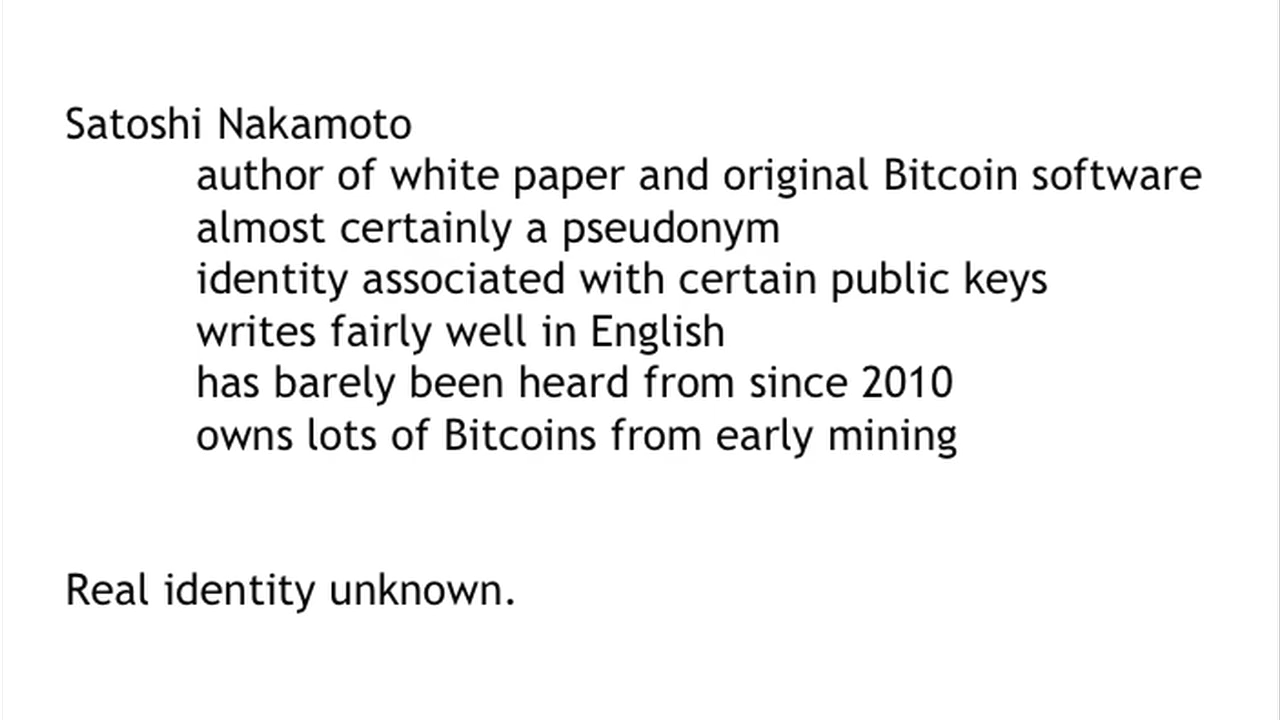 Satoshi Nakamoto
author of white paper and original Bitcoin software
almost certainly a pseudonym
identity associated with certain public keys
writes fairly well in English
has barely been heard from since 2010
owns lots of Bitcoins from early mining
Real identity unknown.